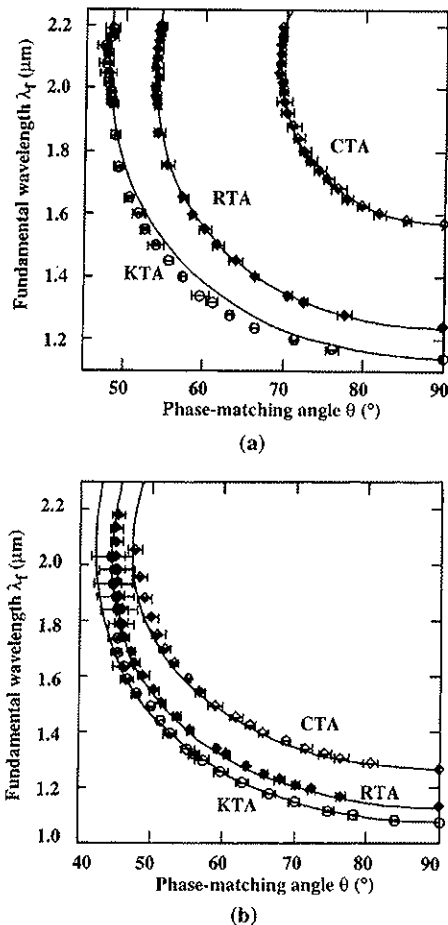 2.2
2.0
1.8
1.6
1.4
1.2
Fundamental wavelength λf (μm)
CTA
RTA
KTA
50 60 70 80 90
Phase-matching angle θ (°)
(a)
2.2
2.0
1.8
1.6
1.4
1.2
1.0
Fundamental wavelength λf (μm)
CTA
RTA
KTA
40 50 60 70 80 90
Phase-matching angle θ (°)
(b)